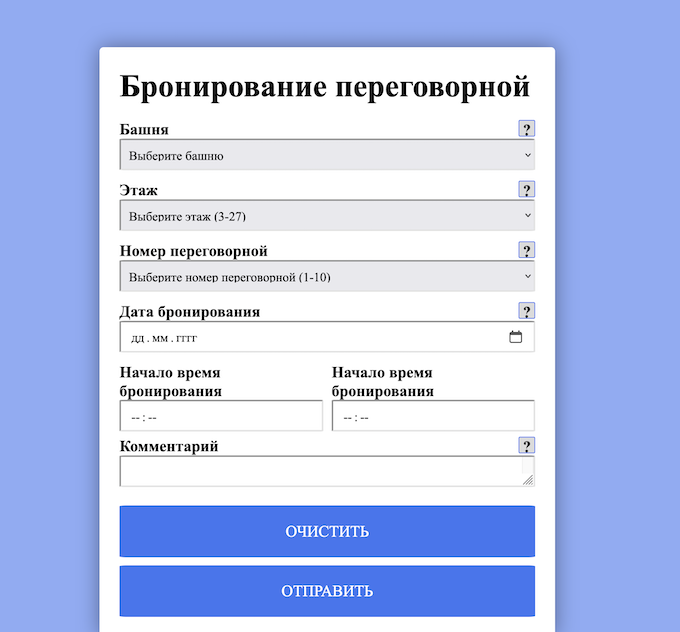 Бронирование переговорной
Башня ?
Выберите башню
Этаж ?
Выберите этаж (3-27)
Номер переговорной ?
Выберите номер переговорной (1-10)
Дата бронирования ?
дд . мм . гггг
Начало время бронирования
Начало время бронирования
-- : --
-- : --
Комментарий ?
ОЧИСТИТЬ
ОТПРАВИТЬ